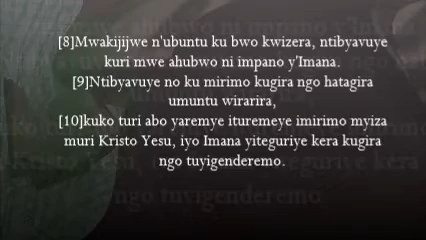 [8]Mwakijijwe n'ubuntu ku bwo kwizera, ntibyavuye
kuri mwe ahubwo ni impano y'Imana.
[9]Ntibyavuye no ku mirimo kugira ngo hatagira
umuntu wirarira,
[10]kuko turi abo yaremye ituremeye imirimo myiza
muri Kristo Yesu, iyo Imana yiteguriye kera kugira
ngo tuyigenderemo.